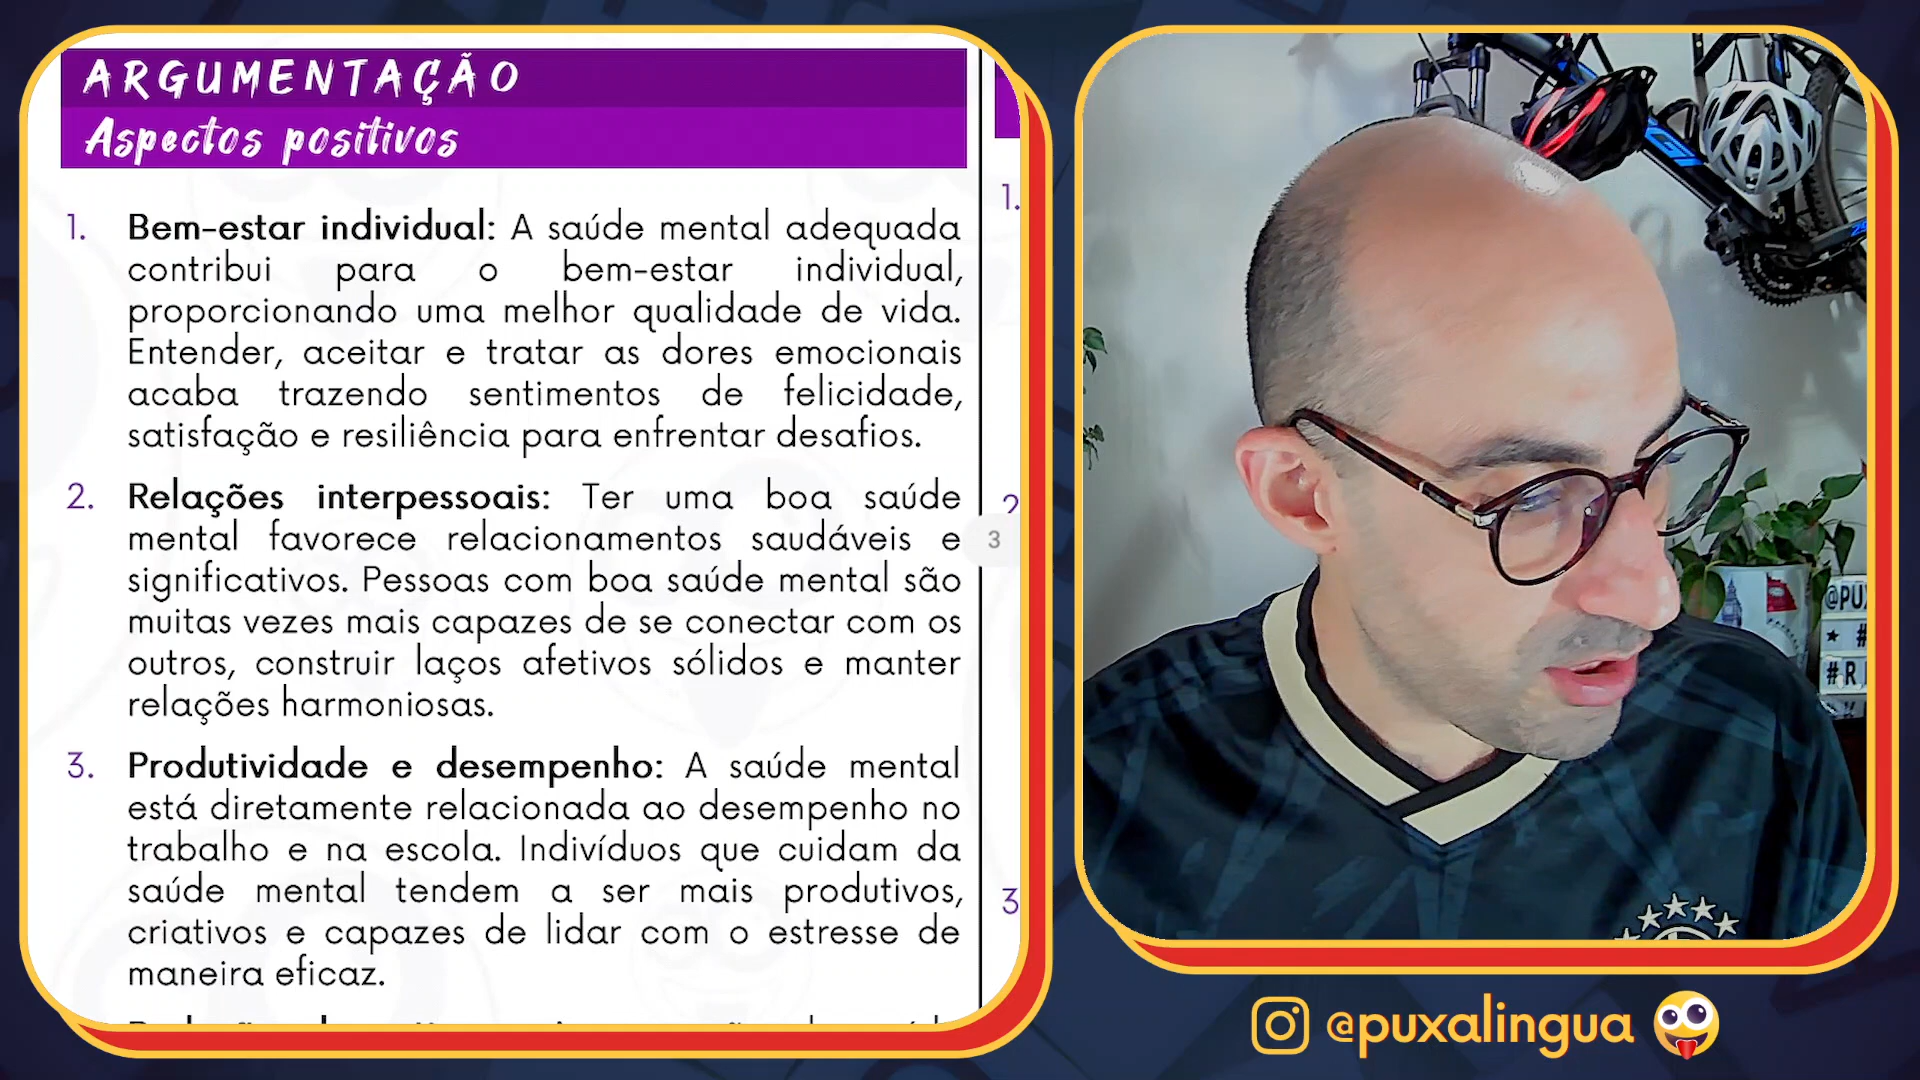 ARGUMENTAÇÃO
Aspectos positivos
1. Bem-estar individual: A saúde mental adequada
contribui para o bem-estar individual,
proporcionando uma melhor qualidade de vida.
Entender, aceitar e tratar as dores emocionais
acaba trazendo sentimentos de felicidade,
satisfação e resiliência para enfrentar desafios.
2. Relações interpessoais: Ter uma boa saúde
mental favorece relacionamentos saudáveis e
significativos. Pessoas com boa saúde mental são
muitas vezes mais capazes de se conectar com os
outros, construir laços afetivos sólidos e manter
relações harmoniosas.
3. Produtividade e desempenho: A saúde mental
está diretamente relacionada ao desempenho no
trabalho e na escola. Indivíduos que cuidam da
saúde mental tendem a ser mais produtivos,
criativos e capazes de lidar com o estresse de
maneira eficaz.
1.
2
3
3
@PU
#
#R
@puxalingua